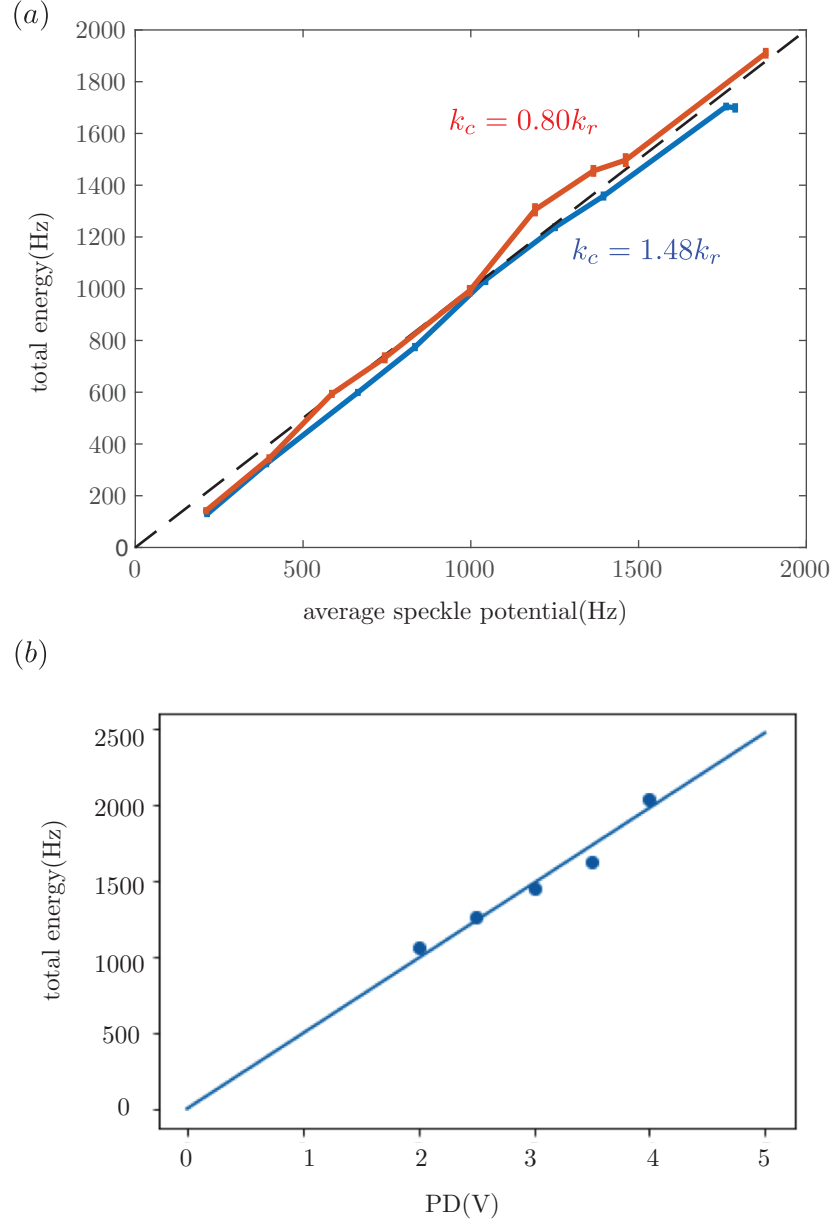 (a)
2000
1800
1600
1400
1200
1000
800
600
400
200
0
total energy(Hz)
k_c = 0.80k_r
k_c = 1.48k_r
0 500 1000 1500 2000
average speckle potential(Hz)
(b)
2500
2000
1500
1000
500
0
total energy(Hz)
0 1 2 3 4 5
PD(V)